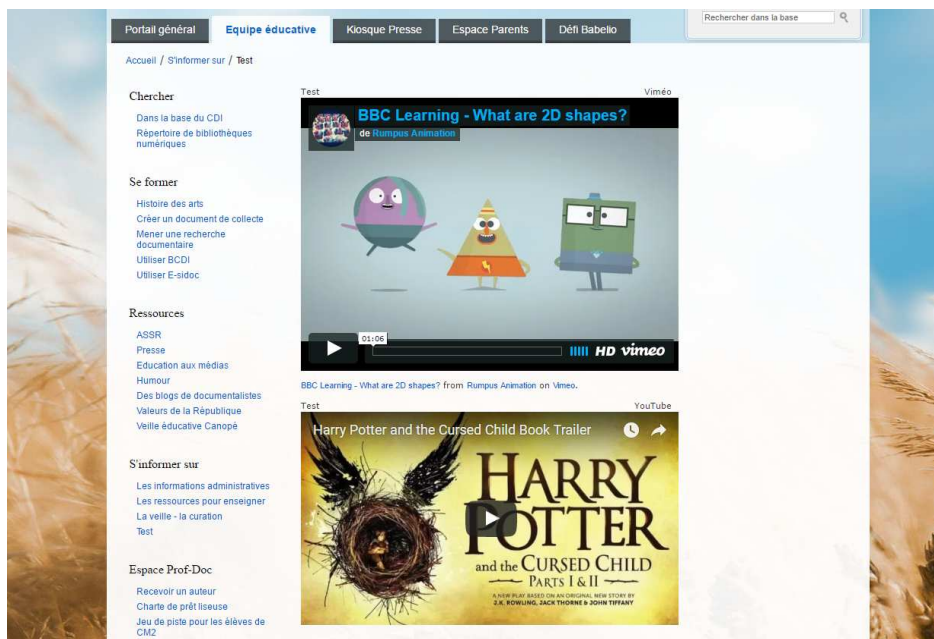 Portail général
Equipe éducative
Kiosque Presse
Espace Parents
Défi Babelio
Rechercher dans la base
Accueil / S'informer sur / Test
Chercher
Dans la base du CDI
Répertoire de bibliothèques
numériques
Se former
Histoire des arts
Créer un document de collecte
Mener une recherche
documentaire
Utiliser BCDI
Utiliser E-sidoc
Ressources
ASSR
Presse
Education aux médias
Humour
Des blogs de documentalistes
Valeurs de la République
Veille éducative Canopé
S'informer sur
Les informations administratives
Les ressources pour enseigner
La veille - la curation
Test
Espace Prof-Doc
Recevoir un auteur
Charte de prêt liseuse
Jeu de piste pour les élèves de
CM2
Test
Viméo
BBC Learning - What are 2D shapes?
de Rumpus Animation
01:06
HD vimeo
BBC Learning - What are 2D shapes? from Rumpus Animation on Vimeo.
Test
YouTube
Harry Potter and the Cursed Child Book Trailer
HARRY
POTTER
and the CURSED CHILD
PARTS I & II
A NEW PLAY BASED ON AN ORIGINAL NEW STORY BY
J.K. ROWLING, JACK THORNE & JOHN TIFFANY